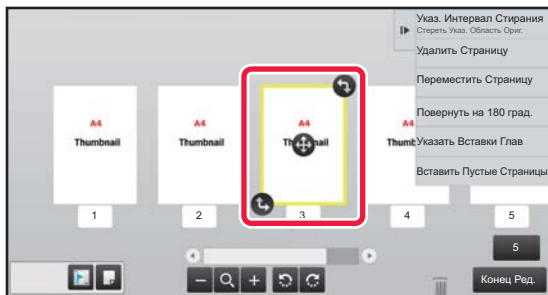 Указ. Интервал Стирания
Стереть Указ. Область Ориг.
Удалить Страницу
Переместить Страницу
Повернуть на 180 град.
Указать Вставки Глав
Вставить Пустые Страницы
A4
Thumbnail
A4
Thumbnail
A4
A4
1
2
3
4
5
5
Конец Ред.